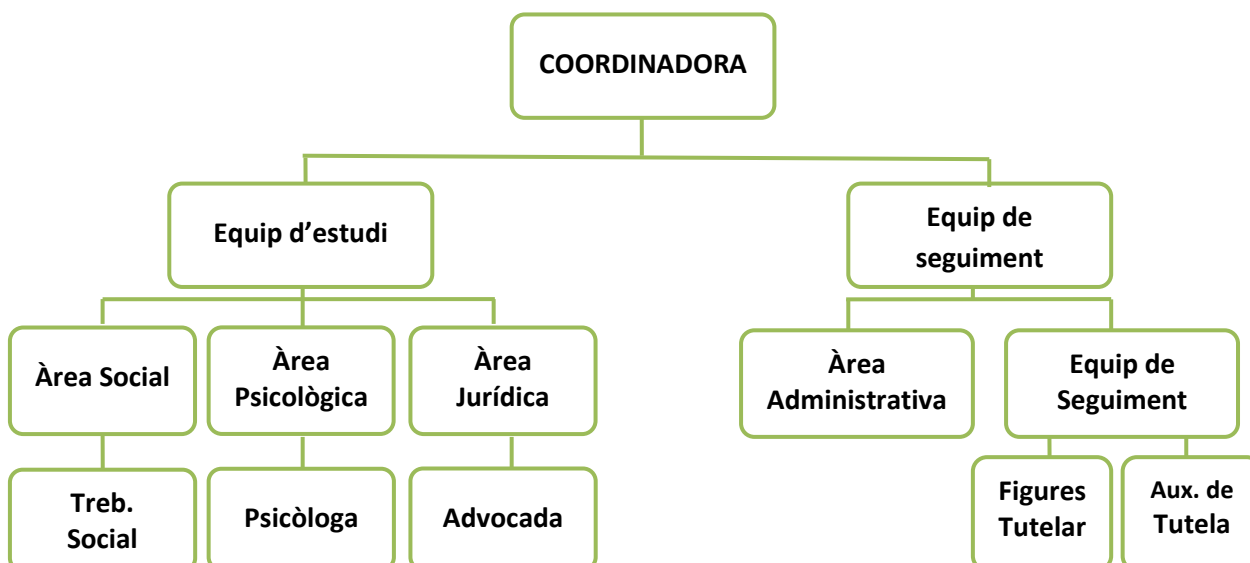 COORDINADORA
Equip d’estudi
Equip de
seguiment
Àrea Social
Àrea
Psicològica
Àrea
Jurídica
Àrea
Administrativa
Equip de
Seguiment
Treb.
Social
Psicòloga
Advocada
Figures
Tutelar
Aux. de
Tutela